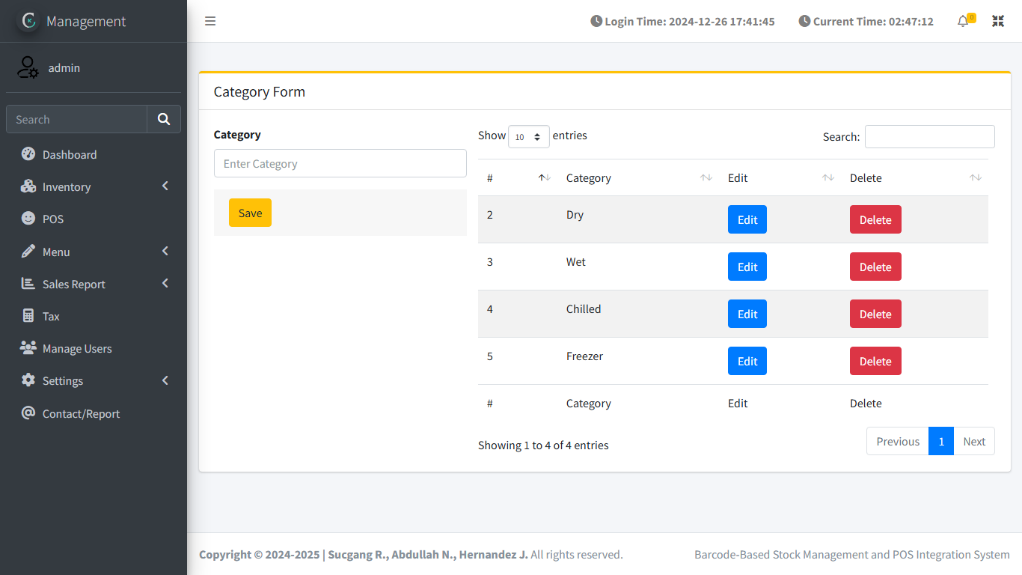 Management
Login Time: 2024-12-26 17:41:45 Current Time: 02:47:12
admin
Search
Dashboard
Inventory
POS
Menu
Sales Report
Tax
Manage Users
Settings
Contact/Report
Category Form
Category
Enter Category
Save
Show 10 entries
Search:
# Category Edit Delete
2 Dry Edit Delete
3 Wet Edit Delete
4 Chilled Edit Delete
5 Freezer Edit Delete
# Category Edit Delete
Showing 1 to 4 of 4 entries
Previous 1 Next
Copyright © 2024-2025 | Sucgang R., Abdullah N., Hernandez J. All rights reserved.
Barcode-Based Stock Management and POS Integration System